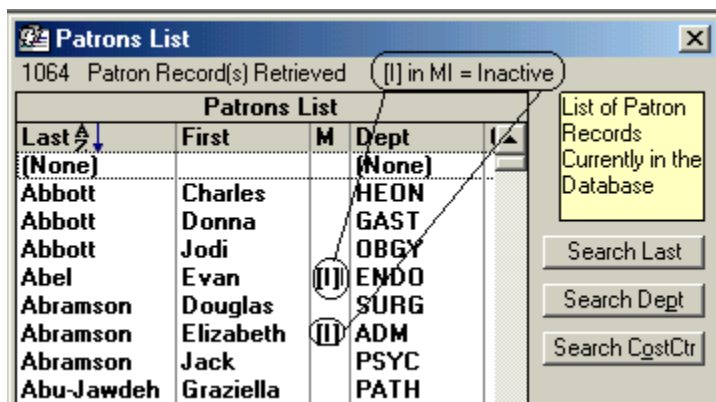 Patrons List
1064 Patron Record(s) Retrieved [I] in MI = Inactive
Patrons List
Last First M Dept
(None) (None)
Abbott Charles HEON
Abbott Donna GAST
Abbott Jodi OBGY
Abel Evan [I] ENDO
Abramson Douglas SURG
Abramson Elizabeth [I] ADM
Abramson Jack PSYC
Abu-Jawdeh Graziella PATH
List of Patron
Records
Currently in the
Database
Search Last
Search Dept
Search CostCtr